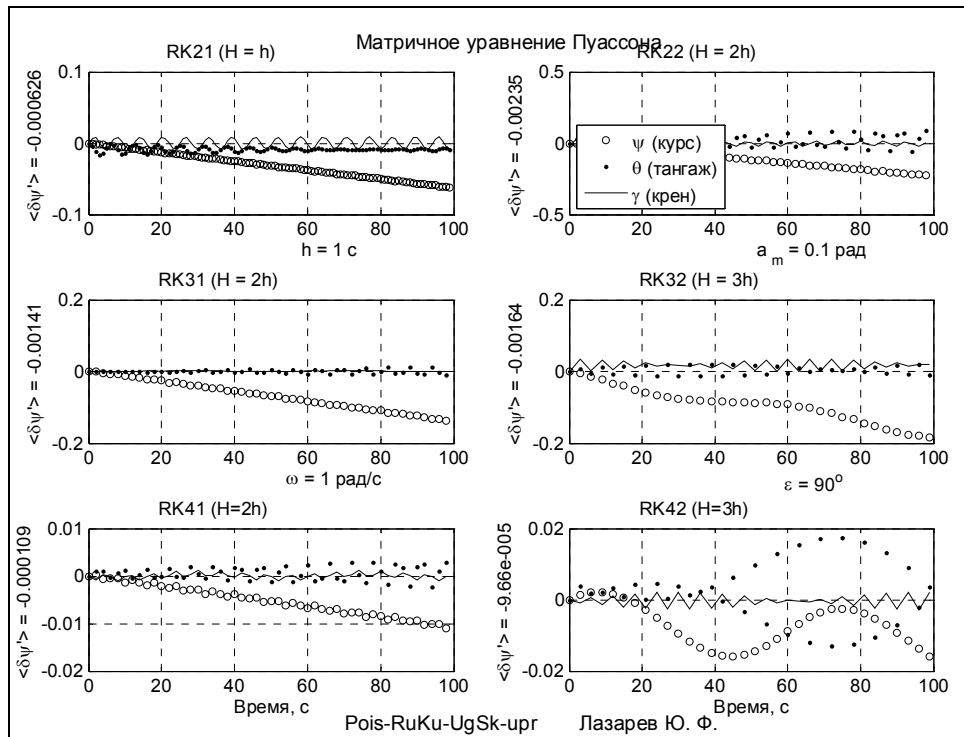 Матричное уравнение Пуассона
RK21 (H = h)
RK22 (H = 2h)
<δψ'> = -0.000626
0.1
0
-0.1
0 20 40 60 80 100
h = 1 c
<δψ'> = -0.00235
0.5
0
-0.5
0 20 40 60 80 100
a m = 0.1 рад
ψ (курс)
θ (тангаж)
γ (крен)
RK31 (H = 2h)
RK32 (H = 3h)
<δψ'> = -0.00141
0.2
0
-0.2
0 20 40 60 80 100
ω = 1 рад/с
<δψ'> = -0.00164
0.2
0
-0.2
0 20 40 60 80 100
ε = 90°
RK41 (H=2h)
RK42 (H=3h)
<δψ'> = -0.000109
0.01
0
-0.01
-0.02
0 20 40 60 80 100
Время, с
<δψ'> = -9.66e-005
0.02
0
-0.02
0 20 40 60 80 100
Время, с
Pois-RuKu-UgSk-upr Лазарев Ю. Ф.